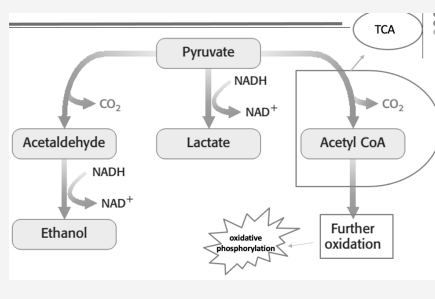 TCA
Pyruvate
NADH
CO₂
NAD⁺
CO₂
Acetaldehyde
Lactate
Acetyl CoA
NADH
NAD⁺
Ethanol
oxidative
phosphorylation
Further
oxidation